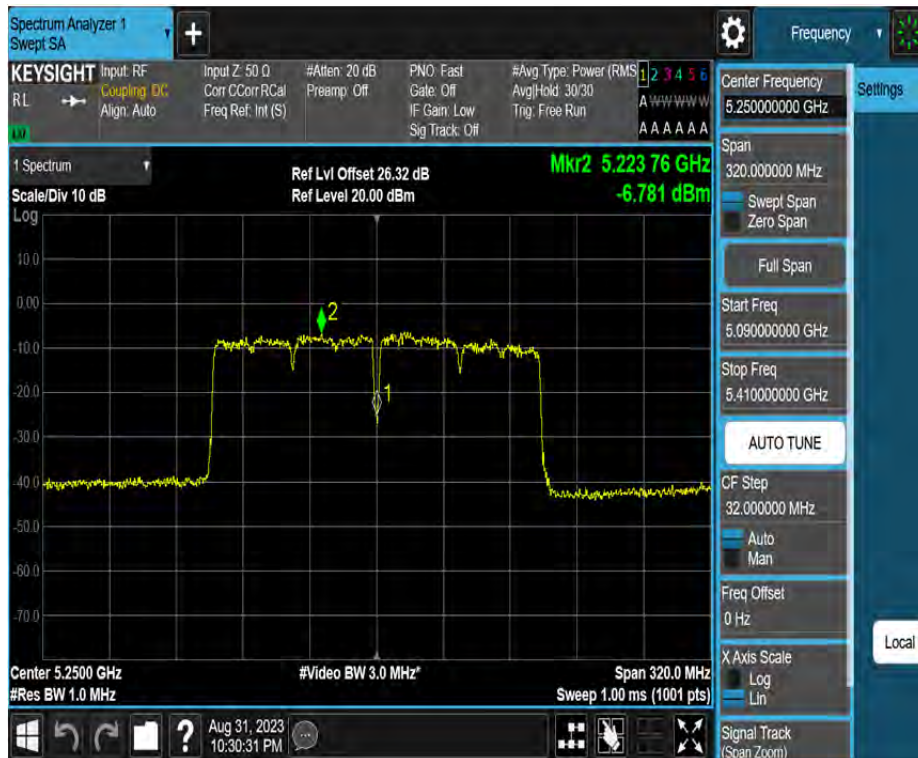 Spectrum Analyzer 1
Swept SA
+
Frequency
KEYSIGHT
RL
Input: RF
Coupling: DC
Align: Auto
Input Z: 50 Ω
Corr CCorr RCal
Freq Ref: Int (S)
#Atten: 20 dB
Preamp: Off
PNO: Fast
Gate: Off
IF Gain: Low
Sig Track: Off
#Avg Type: Power (RMS
Avg|Hold: 30/30
Trig: Free Run
1 2 3 4 5 6
A W W W W W
A A A A A A
1 Spectrum
Scale/Div 10 dB
Log
Ref Lvl Offset 26.32 dB
Ref Level 20.00 dBm
Mkr2 5.223 76 GHz
-6.781 dBm
10.0
0.00
-10.0
-20.0
-30.0
-40.0
-50.0
-60.0
-70.0
2
1
Center 5.2500 GHz
#Res BW 1.0 MHz
#Video BW 3.0 MHz*
Span 320.0 MHz
Sweep 1.00 ms (1001 pts)
Aug 31, 2023
10:30:31 PM
?
Center Frequency
5.250000000 GHz
Span
320.000000 MHz
Swept Span
Zero Span
Full Span
Start Freq
5.090000000 GHz
Stop Freq
5.410000000 GHz
AUTO TUNE
CF Step
32.000000 MHz
Auto
Man
Freq Offset
0 Hz
X Axis Scale
Log
Lin
Signal Track
(Span Zoom)
Settings
Local